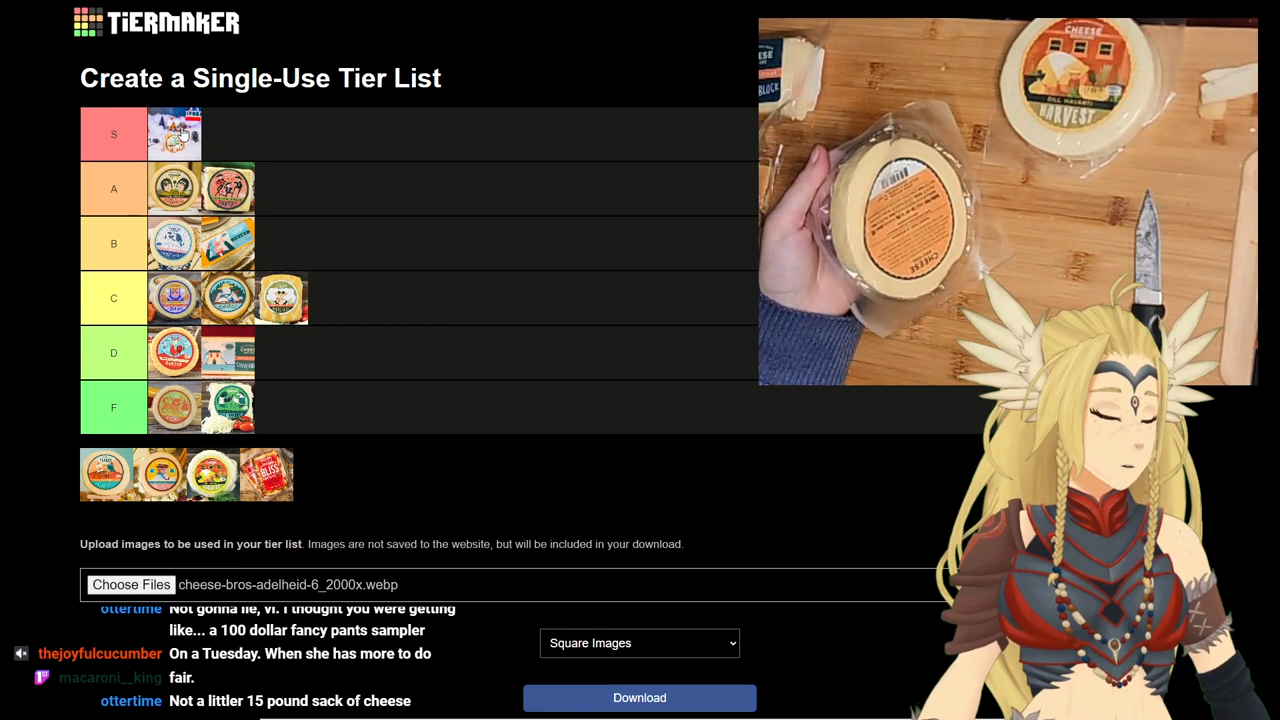 TiERMAKER
Create a Single-Use Tier List
S
A
B
C
D
F
CHEESE
DILL HAVARTI
HARVEST
BLOCK
CHEESE
BLISS
Upload images to be used in your tier list. Images are not saved to the website, but will be included in your download.
Choose Files cheese-bros-adelheid-6_2000x.webp
ottertime Not gonna lie, vi. I thought you were getting
like... a 100 dollar fancy pants sampler
thejoyfulcucumber On a Tuesday. When she has more to do
macaroni__king fair.
ottertime Not a littler 15 pound sack of cheese
Square Images
Download